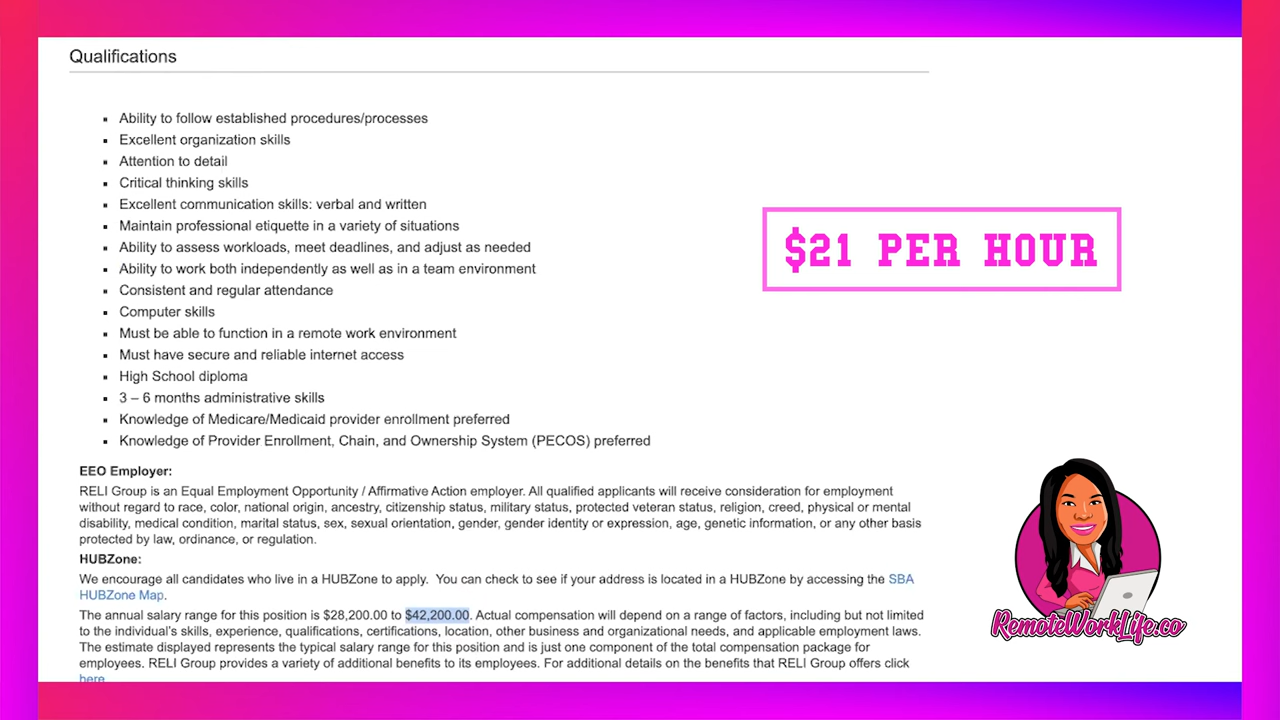 Qualifications
Ability to follow established procedures/processes
Excellent organization skills
Attention to detail
Critical thinking skills
Excellent communication skills: verbal and written
Maintain professional etiquette in a variety of situations
Ability to assess workloads, meet deadlines, and adjust as needed
Ability to work both independently as well as in a team environment
Consistent and regular attendance
Computer skills
Must be able to function in a remote work environment
Must have secure and reliable internet access
High School diploma
3 – 6 months administrative skills
Knowledge of Medicare/Medicaid provider enrollment preferred
Knowledge of Provider Enrollment, Chain, and Ownership System (PECOS) preferred
EEO Employer:
RELI Group is an Equal Employment Opportunity / Affirmative Action employer. All qualified applicants will receive consideration for employment
without regard to race, color, national origin, ancestry, citizenship status, military status, protected veteran status, religion, creed, physical or mental
disability, medical condition, marital status, sex, sexual orientation, gender, gender identity or expression, age, genetic information, or any other basis
protected by law, ordinance, or regulation.
HUBZone:
We encourage all candidates who live in a HUBZone to apply. You can check to see if your address is located in a HUBZone by accessing the SBA
HUBZone Map.
The annual salary range for this position is $28,200.00 to $42,200.00. Actual compensation will depend on a range of factors, including but not limited
to the individual's skills, experience, qualifications, certifications, location, other business and organizational needs, and applicable employment laws.
The estimate displayed represents the typical salary range for this position and is just one component of the total compensation package for
employees. RELI Group provides a variety of additional benefits to its employees. For additional details on the benefits that RELI Group offers click
here.
$21 PER HOUR
RemoteWorkLife.co